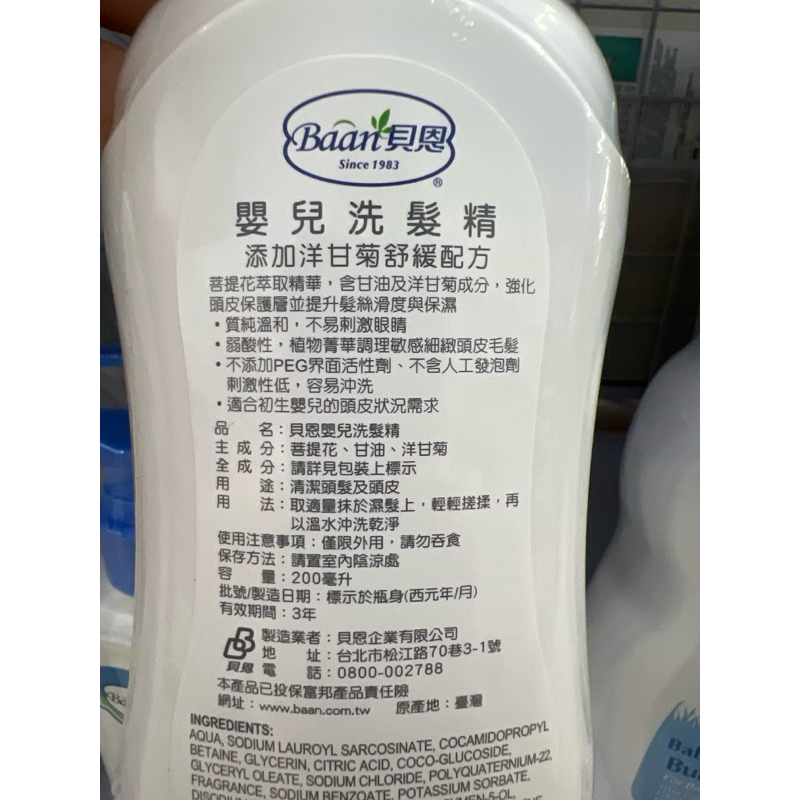 Baan貝恩
Since 1983
®
嬰兒洗髮精
添加洋甘菊舒緩配方
菩提花萃取精華，含甘油及洋甘菊成分，強化
頭皮保護層並提升髮絲滑度與保濕
•質純溫和，不易刺激眼睛
•弱酸性，植物菁華調理敏感細緻頭皮毛髮
•不添加PEG界面活性劑、不含人工發泡劑
刺激性低，容易沖洗
•適合初生嬰兒的頭皮狀況需求
品名：貝恩嬰兒洗髮精
主成分：菩提花、甘油、洋甘菊
全成分：請詳見包裝上標示
用途：清潔頭髮及頭皮
用法：取適量抹於濕髮上，輕輕搓揉，再
以溫水沖洗乾淨
使用注意事項：僅限外用，請勿吞食
保存方法：請置室內陰涼處
容量：200毫升
批號/製造日期：標示於瓶身(西元年/月)
有效期間：3年
貝恩
製造業者：貝恩企業有限公司
地址：台北市松江路70巷3-1號
電話：0800-002788
本產品已投保富邦產品責任險
網址：www.baan.com.tw 原產地：臺灣
INGREDIENTS:
AQUA, SODIUM LAUROYL SARCOSINATE, COCAMIDOPROPYL
BETAINE, GLYCERIN, CITRIC ACID, COCO-GLUCOSIDE,
GLYCERYL OLEATE, SODIUM CHLORIDE, POLYQUATERNIUM-22,
FRAGRANCE, SODIUM BENZOATE, POTASSIUM SORBATE,